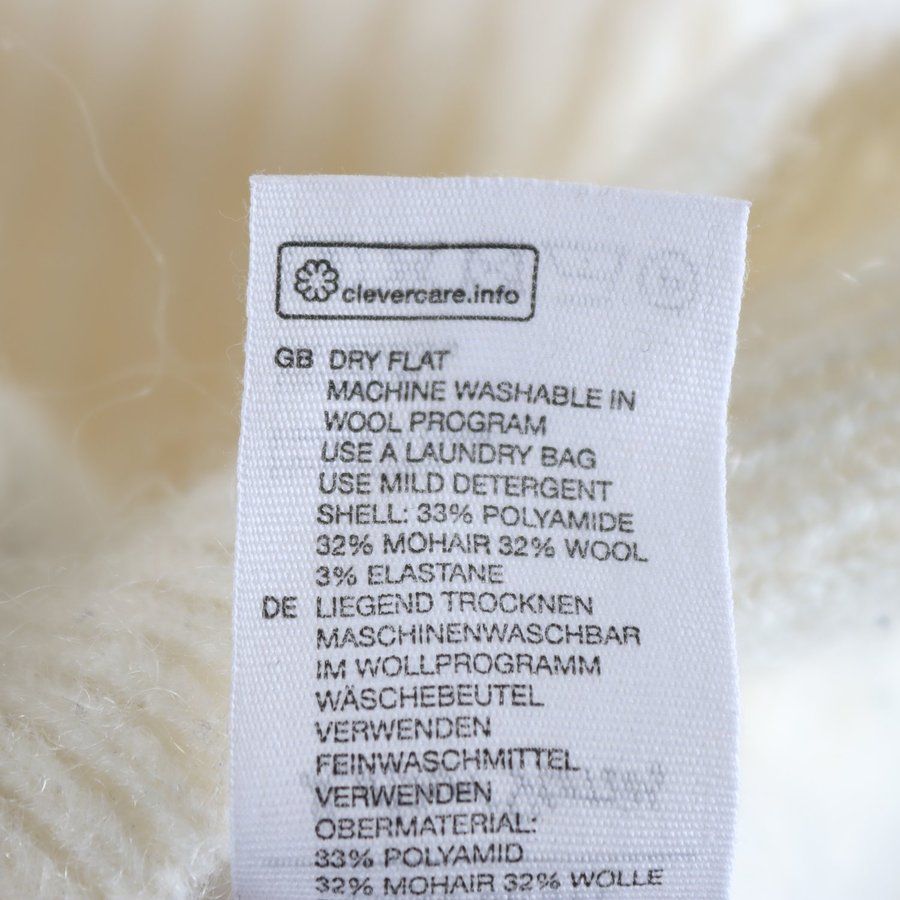 clevercare.info
GB DRY FLAT
MACHINE WASHABLE IN
WOOL PROGRAM
USE A LAUNDRY BAG
USE MILD DETERGENT
SHELL: 33% POLYAMIDE
32% MOHAIR 32% WOOL
3% ELASTANE
DE LIEGEND TROCKNEN
MASCHINENWASCHBAR
IM WOLLPROGRAMM
WÄSCHEBEUTEL
VERWENDEN
FEINWASCHMITTEL
VERWENDEN
OBERMATERIAL:
33% POLYAMID
32% MOHAIR 32% WOLLE